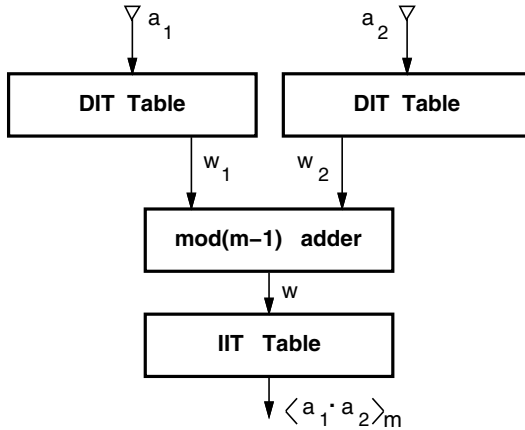 a1 a2
DIT Table DIT Table
w1 w2
mod(m−1) adder
w
IIT Table
⟨a1 · a2⟩m